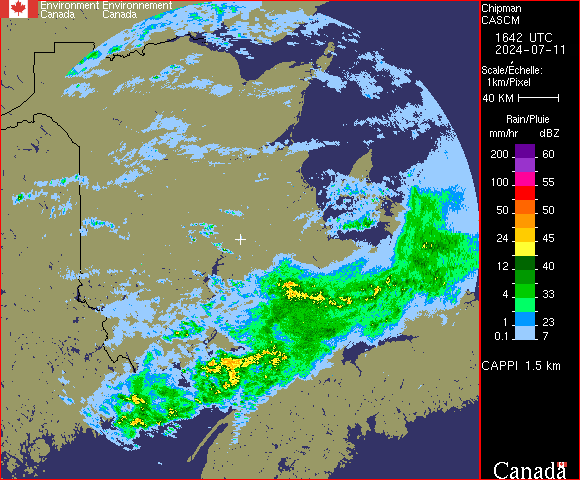 Environment Environnement
Canada Canada
Chipman
CASCM
1642 UTC
2024-07-11
Scale/Échelle:
1km/Pixel
40 KM
Rain/Pluie
mm/hr dBZ
200 60
100 55
50 50
24 45
12 40
4 33
1 23
0.1 7
CAPPI 1.5 km
Canada